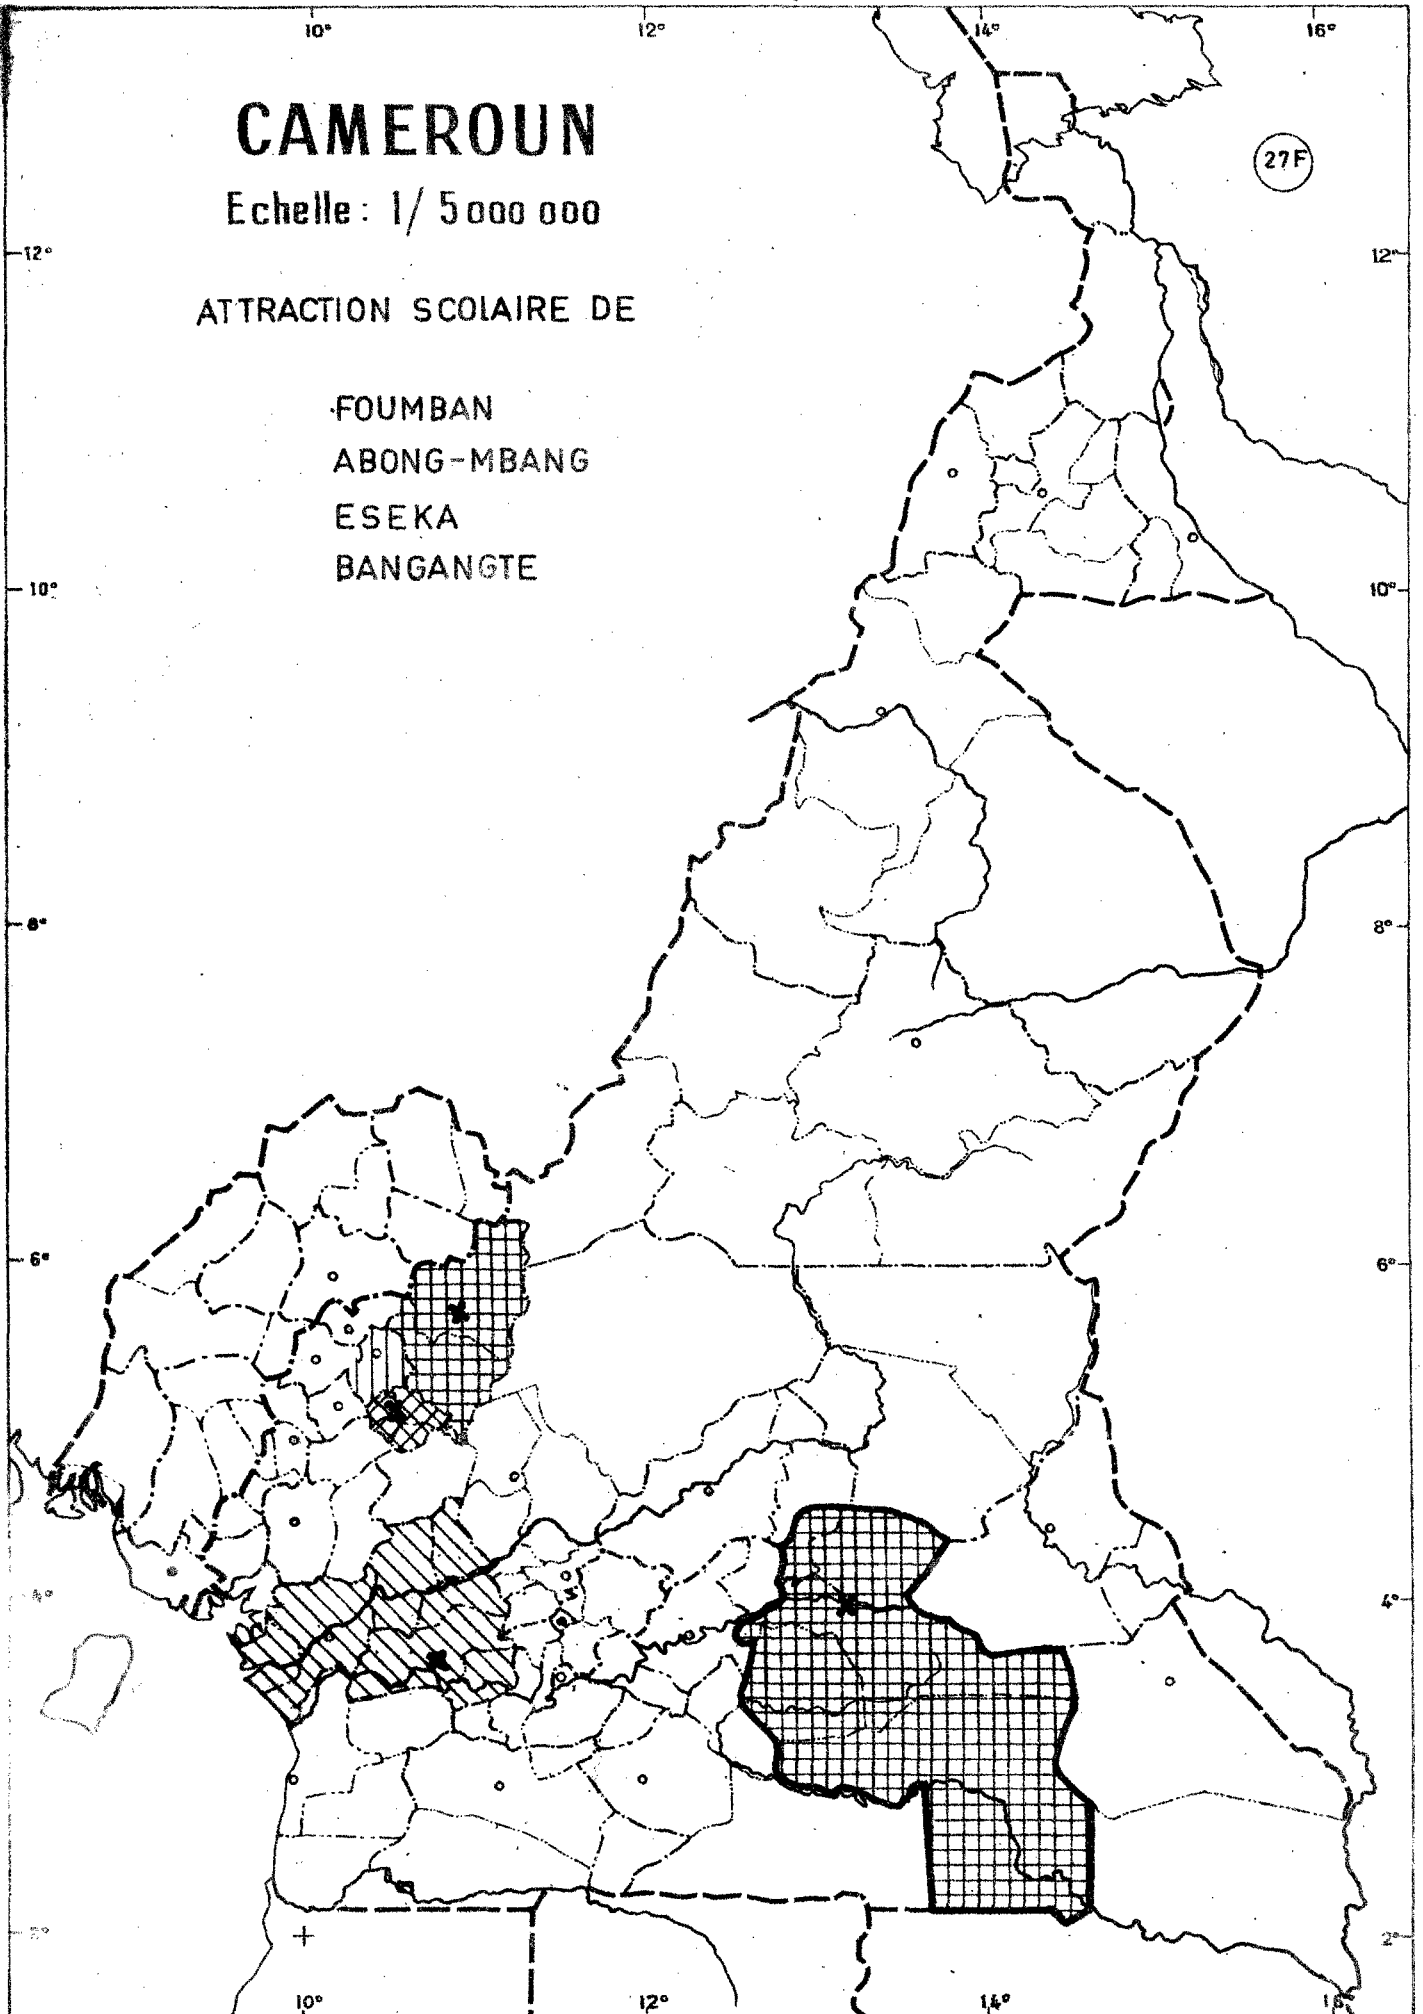 10° 12° 14° 16°
CAMEROUN
27F
Echelle: 1/ 5 000 000
12° 12°
ATTRACTION SCOLAIRE DE
FOUMBAN
ABONG-MBANG
ESEKA
BANGANGTE
10° 10°
8° 8°
6° 6°
4° 4°
2°
10° 12° 14°